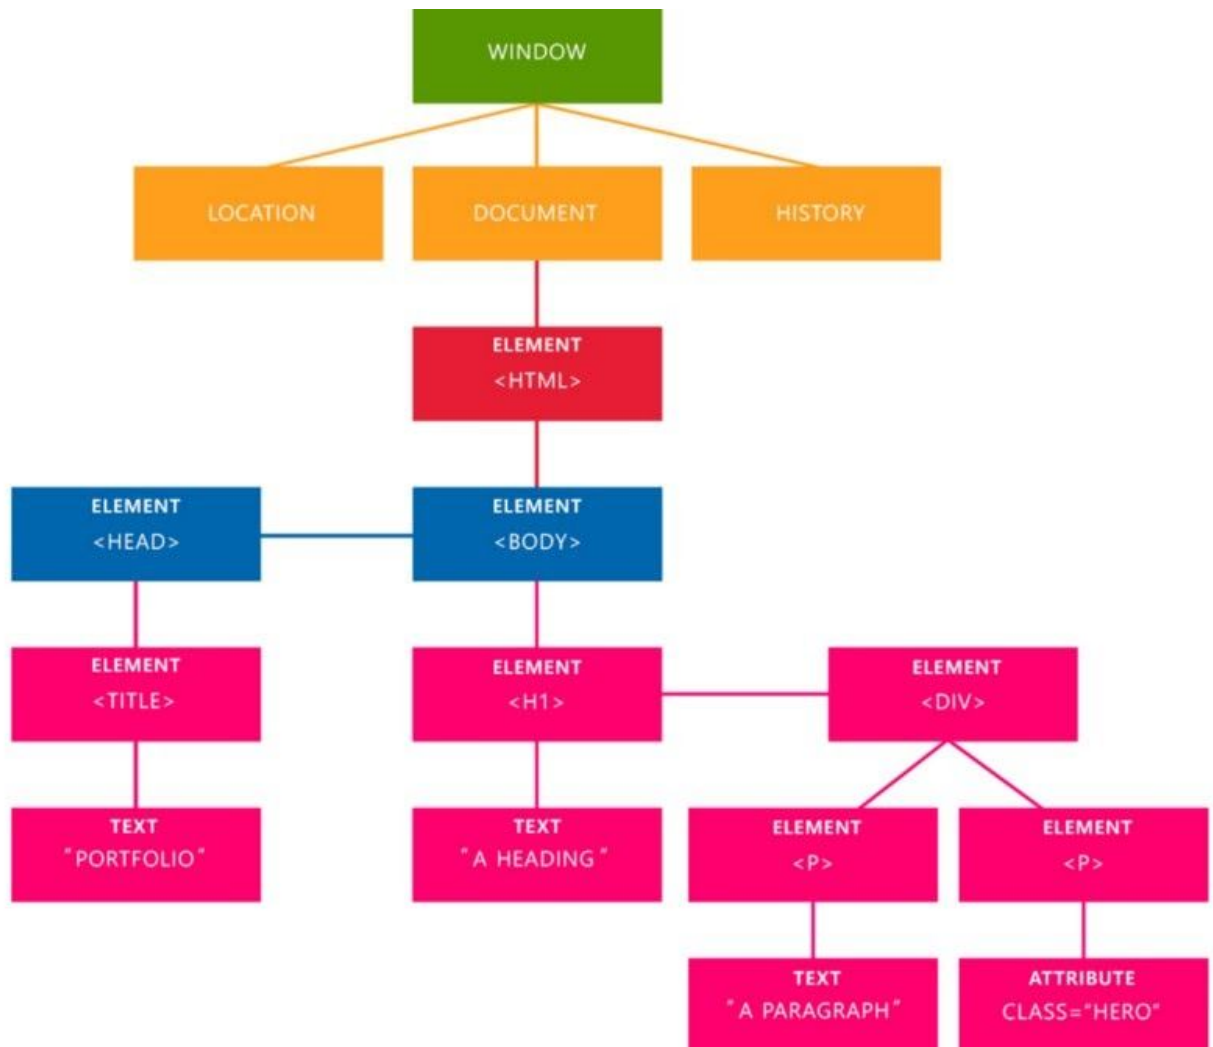 WINDOW
LOCATION
DOCUMENT
HISTORY
ELEMENT
<HTML>
ELEMENT
<HEAD>
ELEMENT
<BODY>
ELEMENT
<TITLE>
ELEMENT
<H1>
ELEMENT
<DIV>
TEXT
"PORTFOLIO"
TEXT
"A HEADING"
ELEMENT
<P>
ELEMENT
<P>
TEXT
"A PARAGRAPH"
ATTRIBUTE
CLASS="HERO"